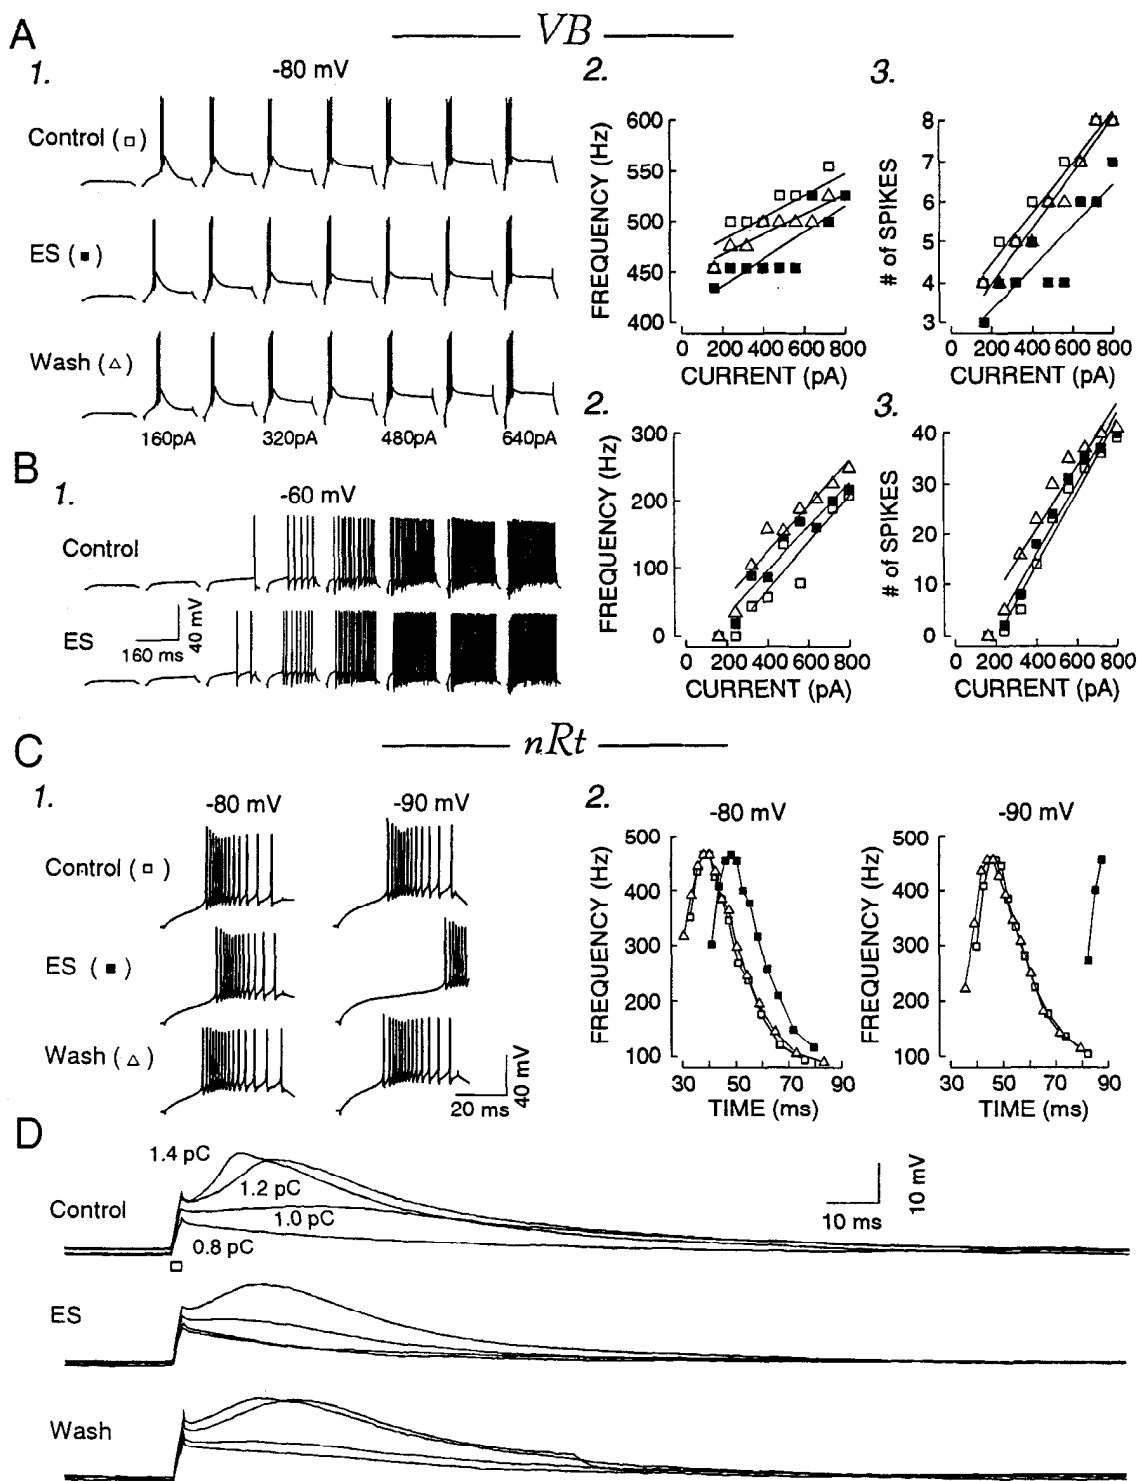 VB
A
1.
-80 mV
Control (□)
ES (■)
Wash (△)
160pA 320pA 480pA 640pA
2.
FREQUENCY (Hz)
600
550
500
450
400
0 200 400 600 800
CURRENT (pA)
3.
# of SPIKES
8
7
6
5
4
3
0 200 400 600 800
CURRENT (pA)
B
1.
-60 mV
Control
ES
40 mV
160 ms
2.
FREQUENCY (Hz)
300
200
100
0
0 200 400 600 800
CURRENT (pA)
3.
# of SPIKES
40
30
20
10
0
0 200 400 600 800
CURRENT (pA)
nRt
C
1.
-80 mV -90 mV
Control (□)
ES (■)
Wash (△)
40 mV
20 ms
2.
-80 mV
FREQUENCY (Hz)
500
400
300
200
100
30 50 70 90
TIME (ms)
-90 mV
FREQUENCY (Hz)
500
400
300
200
100
30 50 70 90
TIME (ms)
D
1.4 pC
1.2 pC
Control
1.0 pC
0.8 pC
10 mV
10 ms
ES
Wash